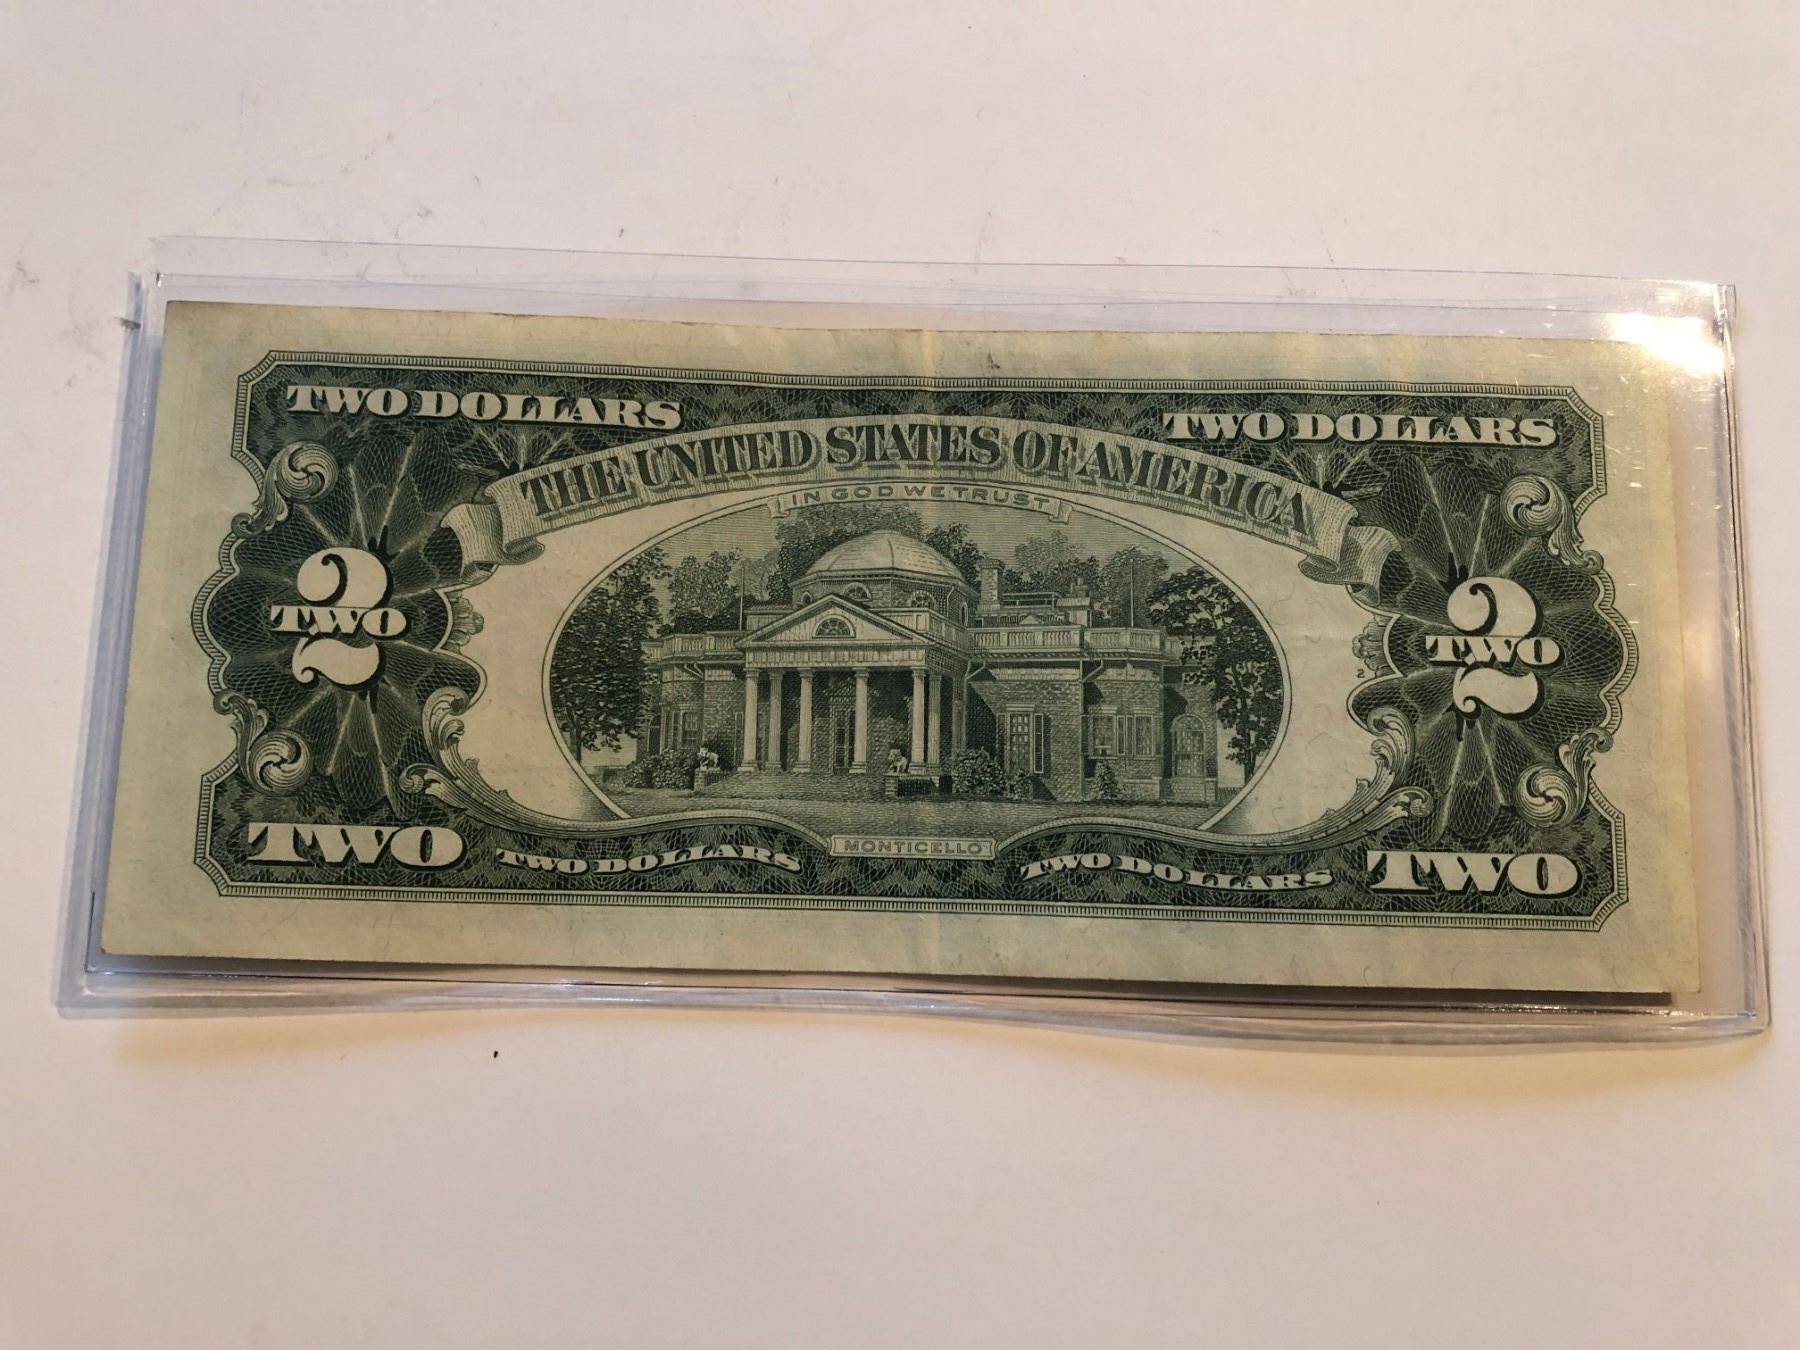 TWO DOLLARS TWO DOLLARS
THE UNITED STATES OF AMERICA
IN GOD WE TRUST
2 2
TWO TWO
2
TWO TWO DOLLARS MONTICELLO TWO DOLLARS TWO